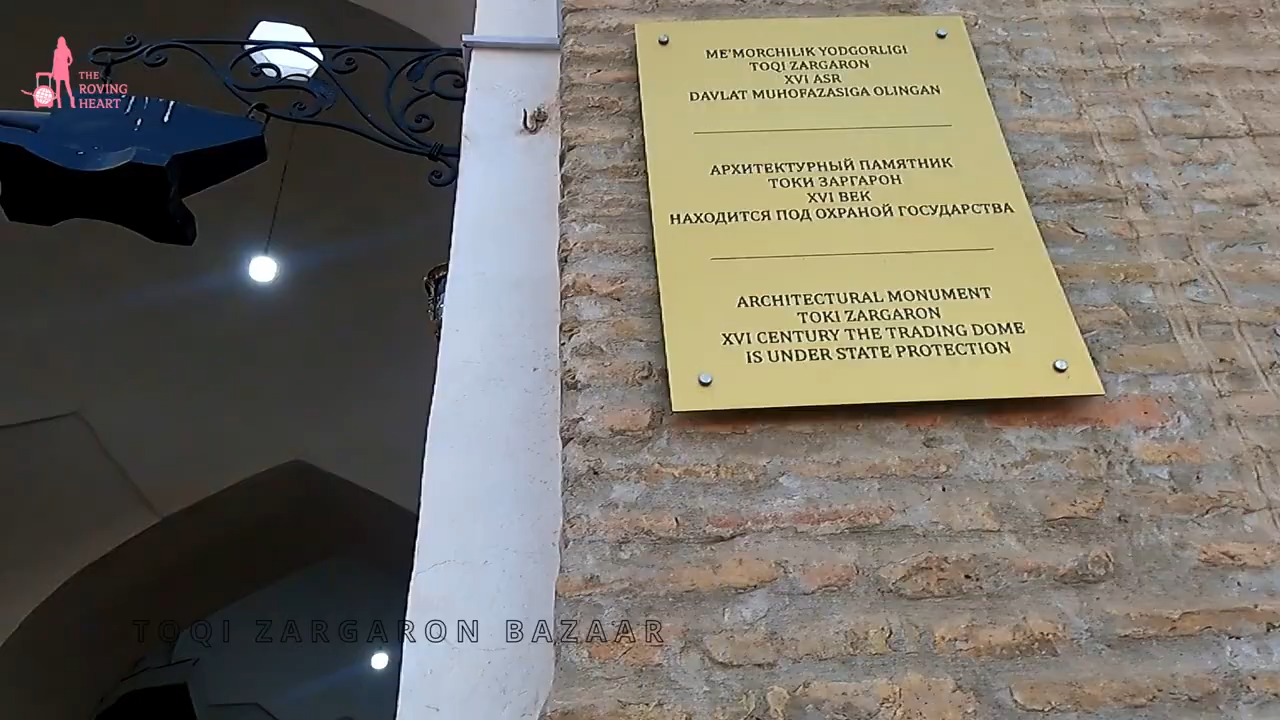 THE
ROVING
HEART
ME'MORCHILIK YODGORLIGI
TOQI ZARGARON
XVI ASR
DAVLAT MUHOFAZASIGA OLINGAN
АРХИТЕКТУРНЫЙ ПАМЯТНИК
ТОКИ ЗАРГАРОН
XVI ВЕК
НАХОДИТСЯ ПОД ОХРАНОЙ ГОСУДАРСТВА
ARCHITECTURAL MONUMENT
TOKI ZARGARON
XVI CENTURY THE TRADING DOME
IS UNDER STATE PROTECTION
TOQI ZARGARON BAZAAR